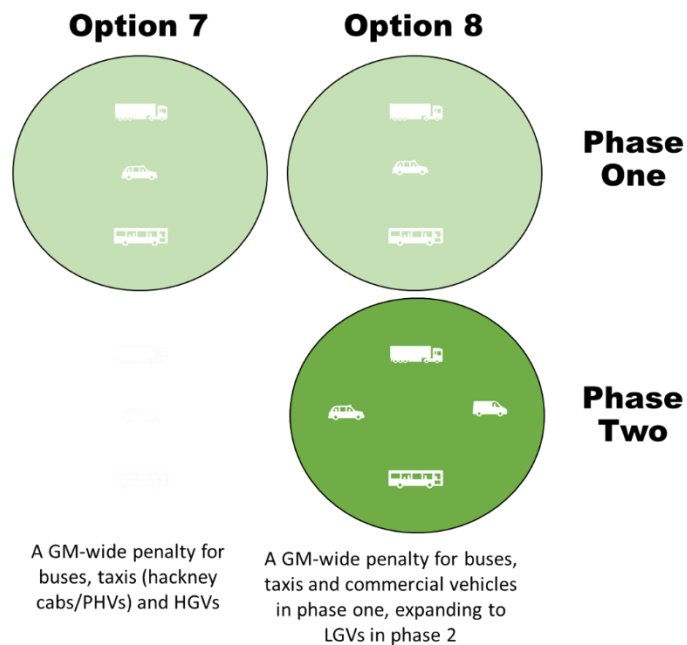 Option 7
Option 8
Phase
One
Phase
Two
A GM-wide penalty for
buses, taxis (hackney
cabs/PHVs) and HGVs
A GM-wide penalty for buses,
taxis and commercial vehicles
in phase one, expanding to
LGVs in phase 2